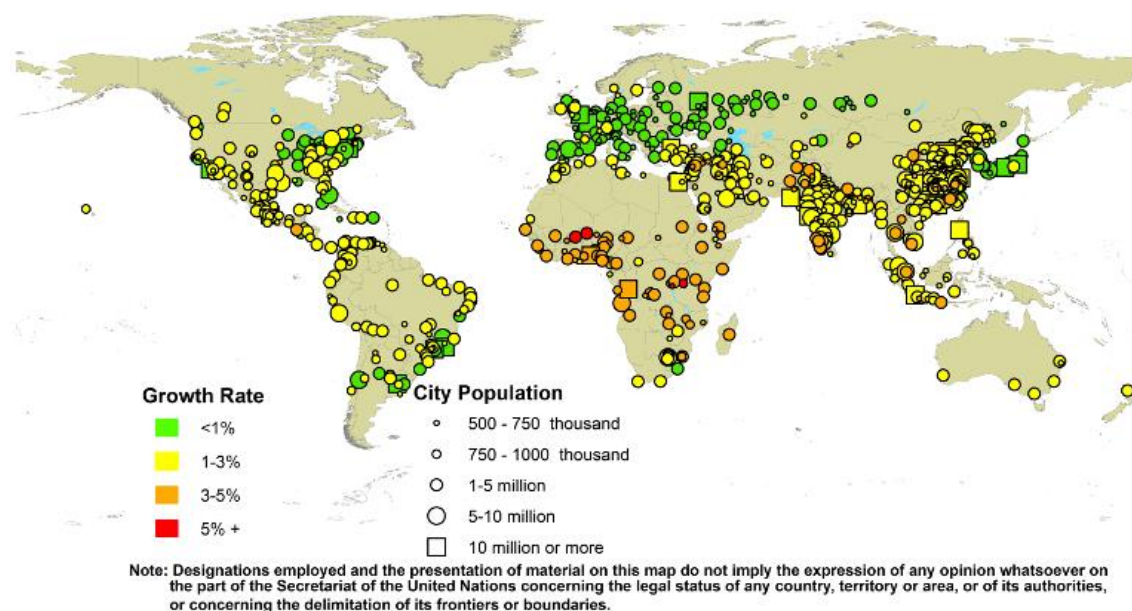 Growth Rate
<1%
1-3%
3-5%
5% +
City Population
500 - 750 thousand
750 - 1000 thousand
1-5 million
5-10 million
10 million or more
Note: Designations employed and the presentation of material on this map do not imply the expression of any opinion whatsoever on
the part of the Secretariat of the United Nations concerning the legal status of any country, territory or area, or of its authorities,
or concerning the delimitation of its frontiers or boundaries.